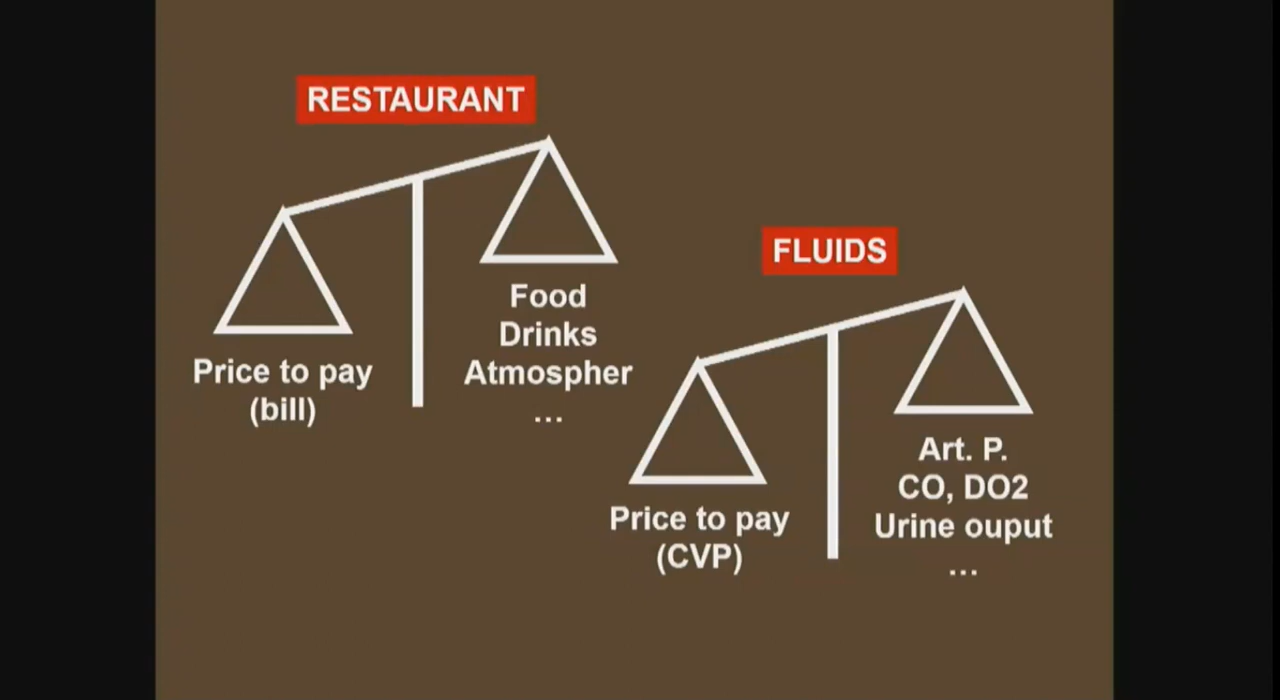 RESTAURANT
Price to pay
(bill)
Food
Drinks
Atmospher
...
FLUIDS
Price to pay
(CVP)
Art. P.
CO, DO2
Urine ouput
...